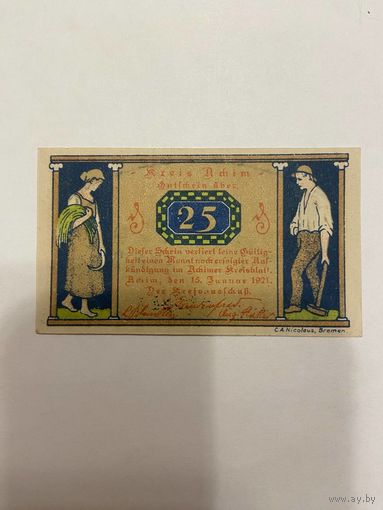 Kreis Achim
Gutschein über
25
Dieser Schein verliert seine Gültig-
keit einen Monat nach erfolgter Auf-
kündigung im Achimer Kreisblatt.
Achim, den 15. Januar 1921.
Der Kreisausschuß.
C.A. Nicolaus, Bremen.
www.ay.by